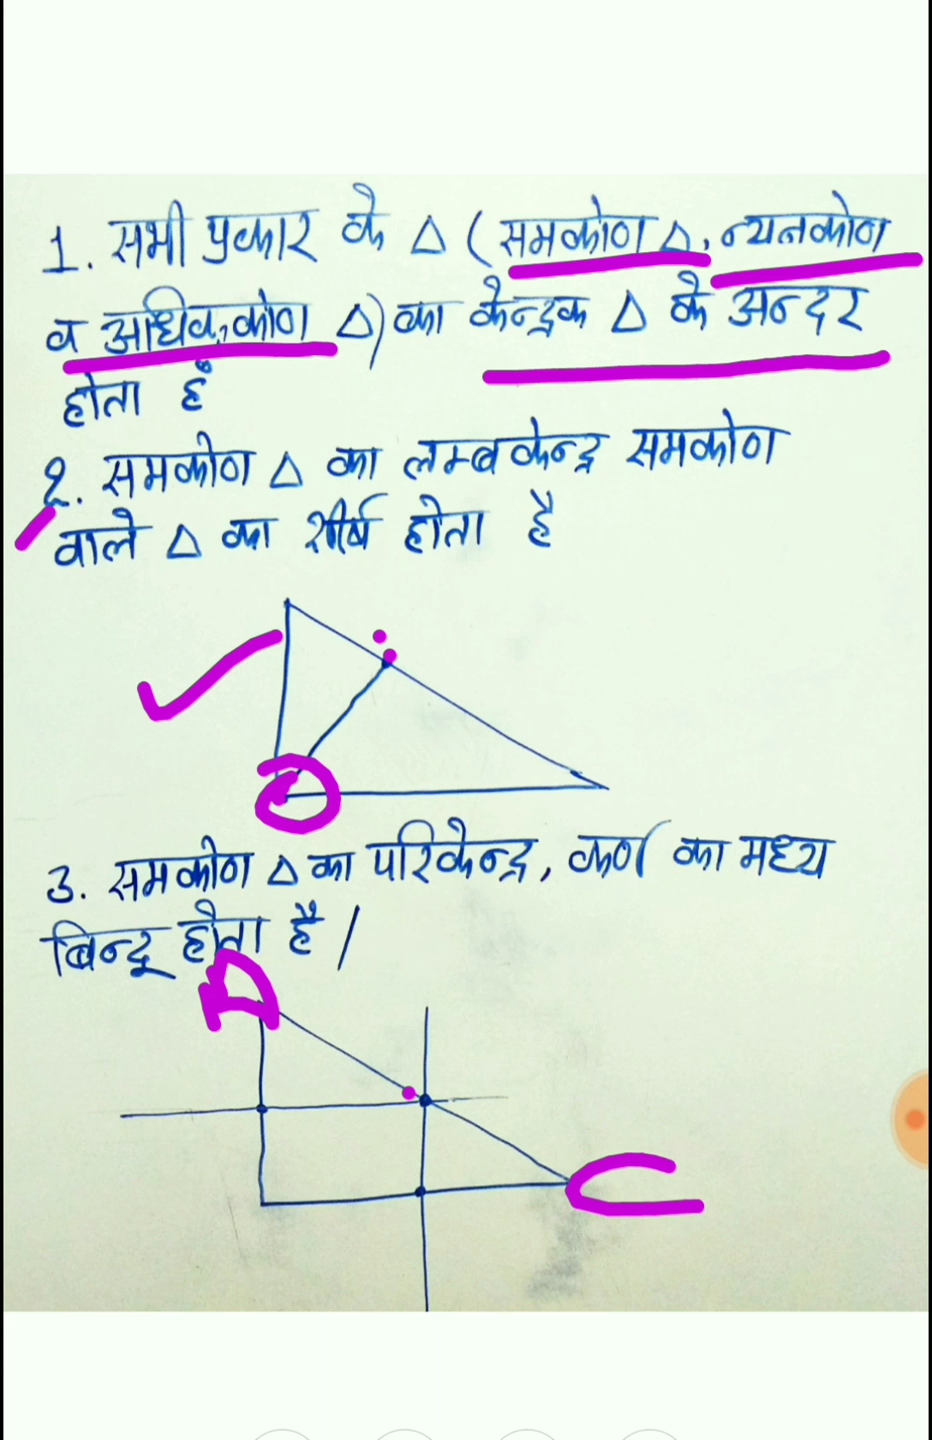 1. सभी प्रकार के △ (समकोण △, न्यूनकोण
व अधिककोण △) का केन्द्रक △ के अन्दर
होता है
2. समकोण △ का लम्बकेन्द्र समकोण
वाले △ का शीर्ष होता है
3. समकोण △ का परिकेन्द्र, कर्ण का मध्य
बिन्दू होता है।
A
C